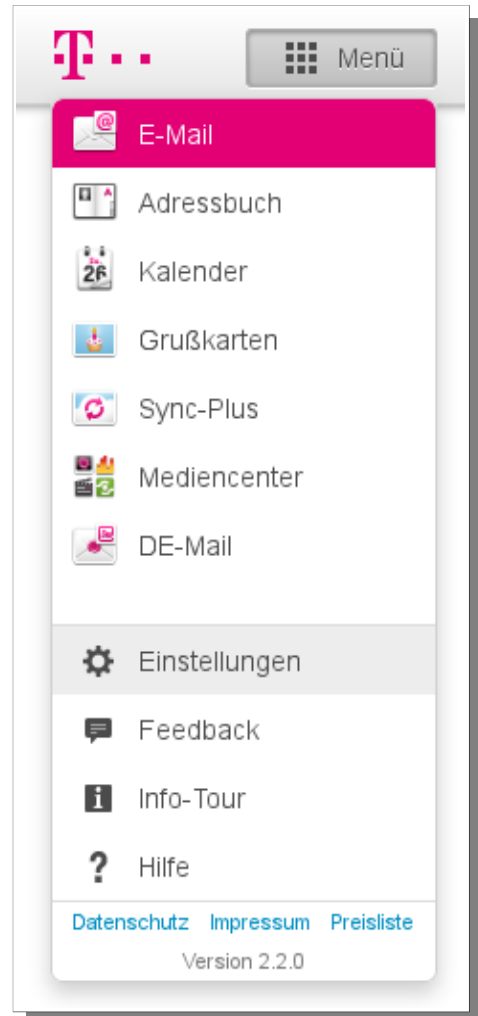 T
Menü
E-Mail
Adressbuch
26
Kalender
Grußkarten
Sync-Plus
Mediencenter
DE-Mail
Einstellungen
Feedback
Info-Tour
Hilfe
Datenschutz Impressum Preisliste
Version 2.2.0